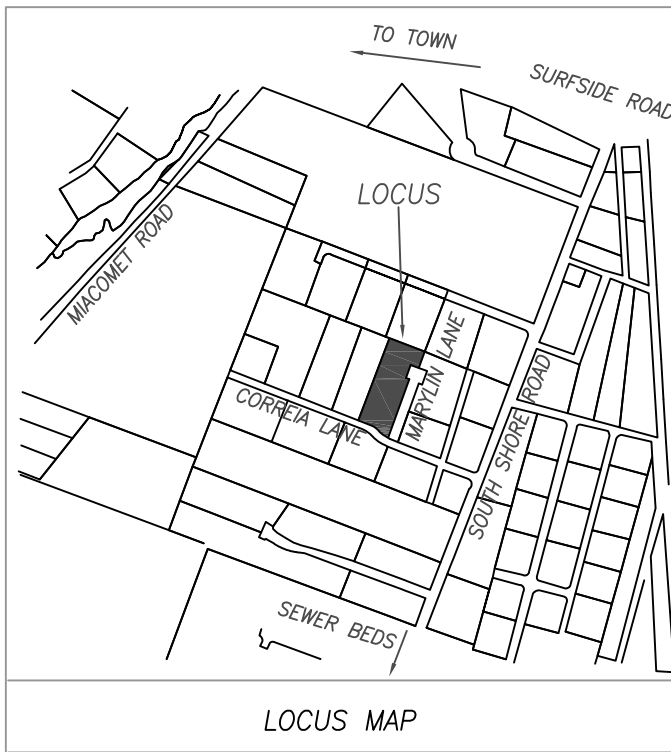 TO TOWN
SURFSIDE ROAD
LOCUS
MIACOMET ROAD
MARYLIN LANE
CORREIA LANE
SOUTH SHORE ROAD
SEWER BEDS
LOCUS MAP